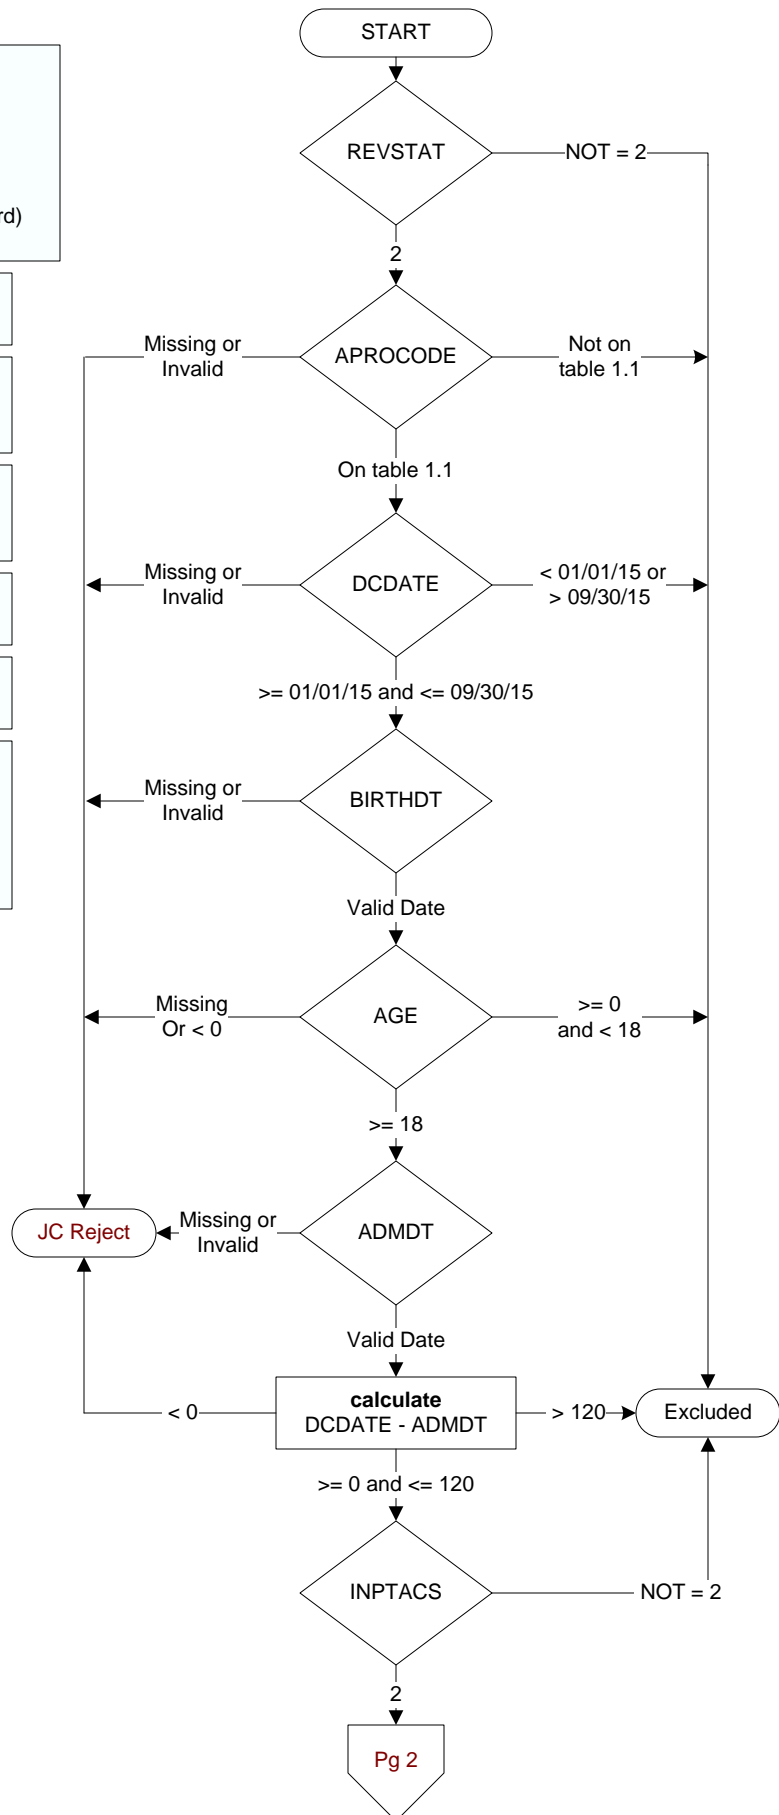 START
REVSTAT
NOT = 2
rd)
2
Missing or
Invalid
APROCODE
Not on
table 1.1
On table 1.1
Missing or
Invalid
DCDATE
< 01/01/15 or
> 09/30/15
>= 01/01/15 and <= 09/30/15
Missing or
Invalid
BIRTHDT
Valid Date
Missing
Or < 0
AGE
>= 0
and < 18
>= 18
JC Reject
Missing or
Invalid
ADMDT
Valid Date
< 0
calculate
DCDATE - ADMDT
> 120
Excluded
>= 0 and <= 120
INPTACS
NOT = 2
2
Pg 2